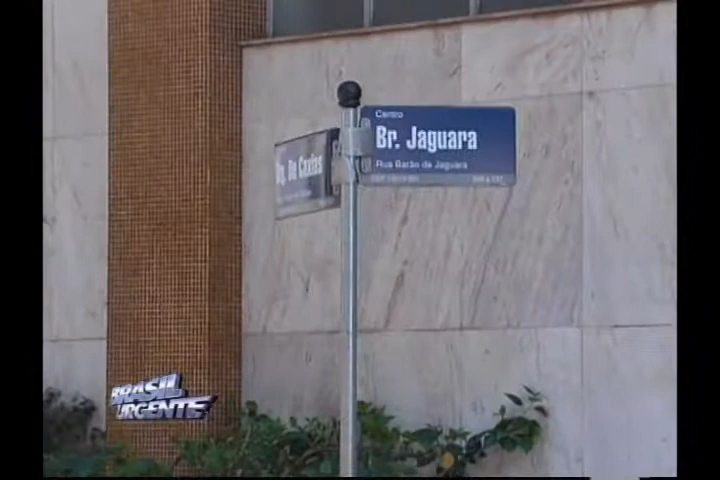 Centro
Br. Jaguara
Rua Barão de Jaguara
Dq. De Caxias
BRASIL
URGENTE